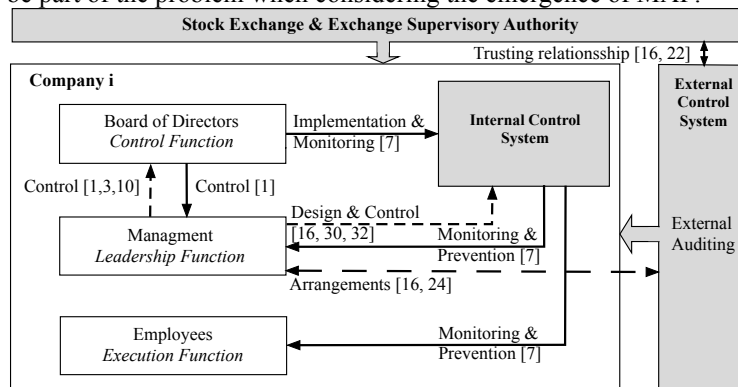 be part of the problem when considering the emergence of MAF?
Stock Exchange & Exchange Supervisory Authority
Trusting relationsship [16, 22]
Company i
External
Control
System
Board of Directors
Control Function
Implementation &
Monitoring [7]
Internal Control
System
Control [1,3,10]
Control [1]
Design & Control
[16, 30, 32]
Managment
Leadership Function
Monitoring &
Prevention [7]
External
Auditing
Arrangements [16, 24]
Employees
Execution Function
Monitoring &
Prevention [7]